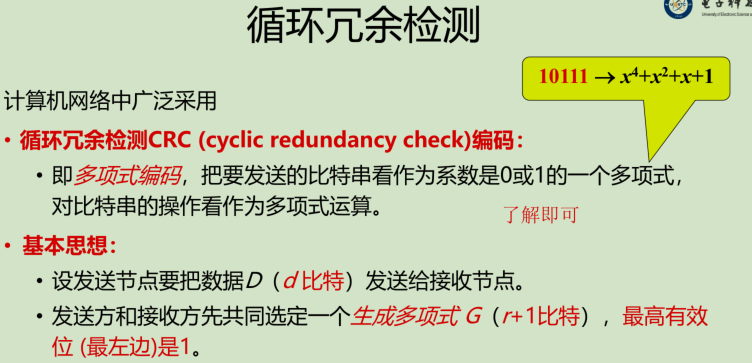 循环冗余检测
10111 → x⁴+x²+x+1
计算机网络中广泛采用
• 循环冗余检测CRC (cyclic redundancy check)编码：
• 即多项式编码，把要发送的比特串看作为系数是0或1的一个多项式，
对比特串的操作看作为多项式运算。
了解即可
• 基本思想：
• 设发送节点要把数据D（d 比特）发送给接收节点。
• 发送方和接收方先共同选定一个生成多项式 G（r+1比特），最高有效
位 (最左边)是1。